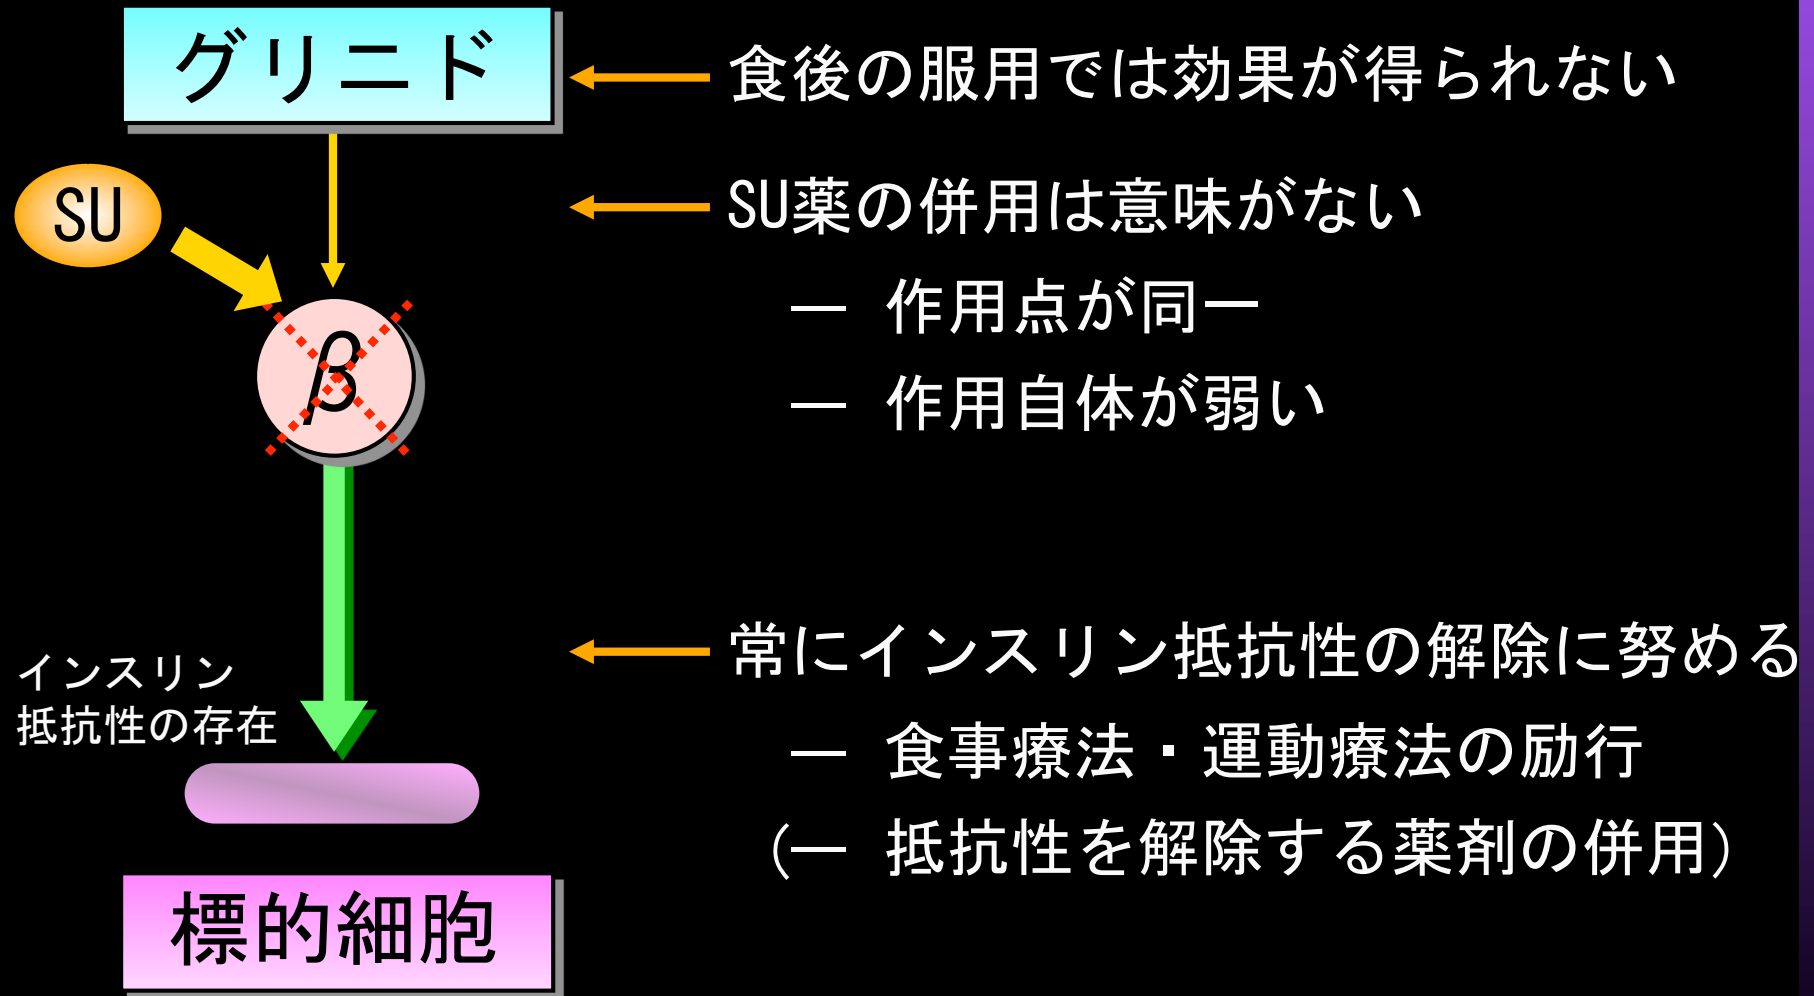 グリニド
食後の服用では効果が得られない
SU
SU薬の併用は意味がない
― 作用点が同一
― 作用自体が弱い
β
常にインスリン抵抗性の解除に努める
― 食事療法・運動療法の励行
(― 抵抗性を解除する薬剤の併用)
インスリン
抵抗性の存在
標的細胞